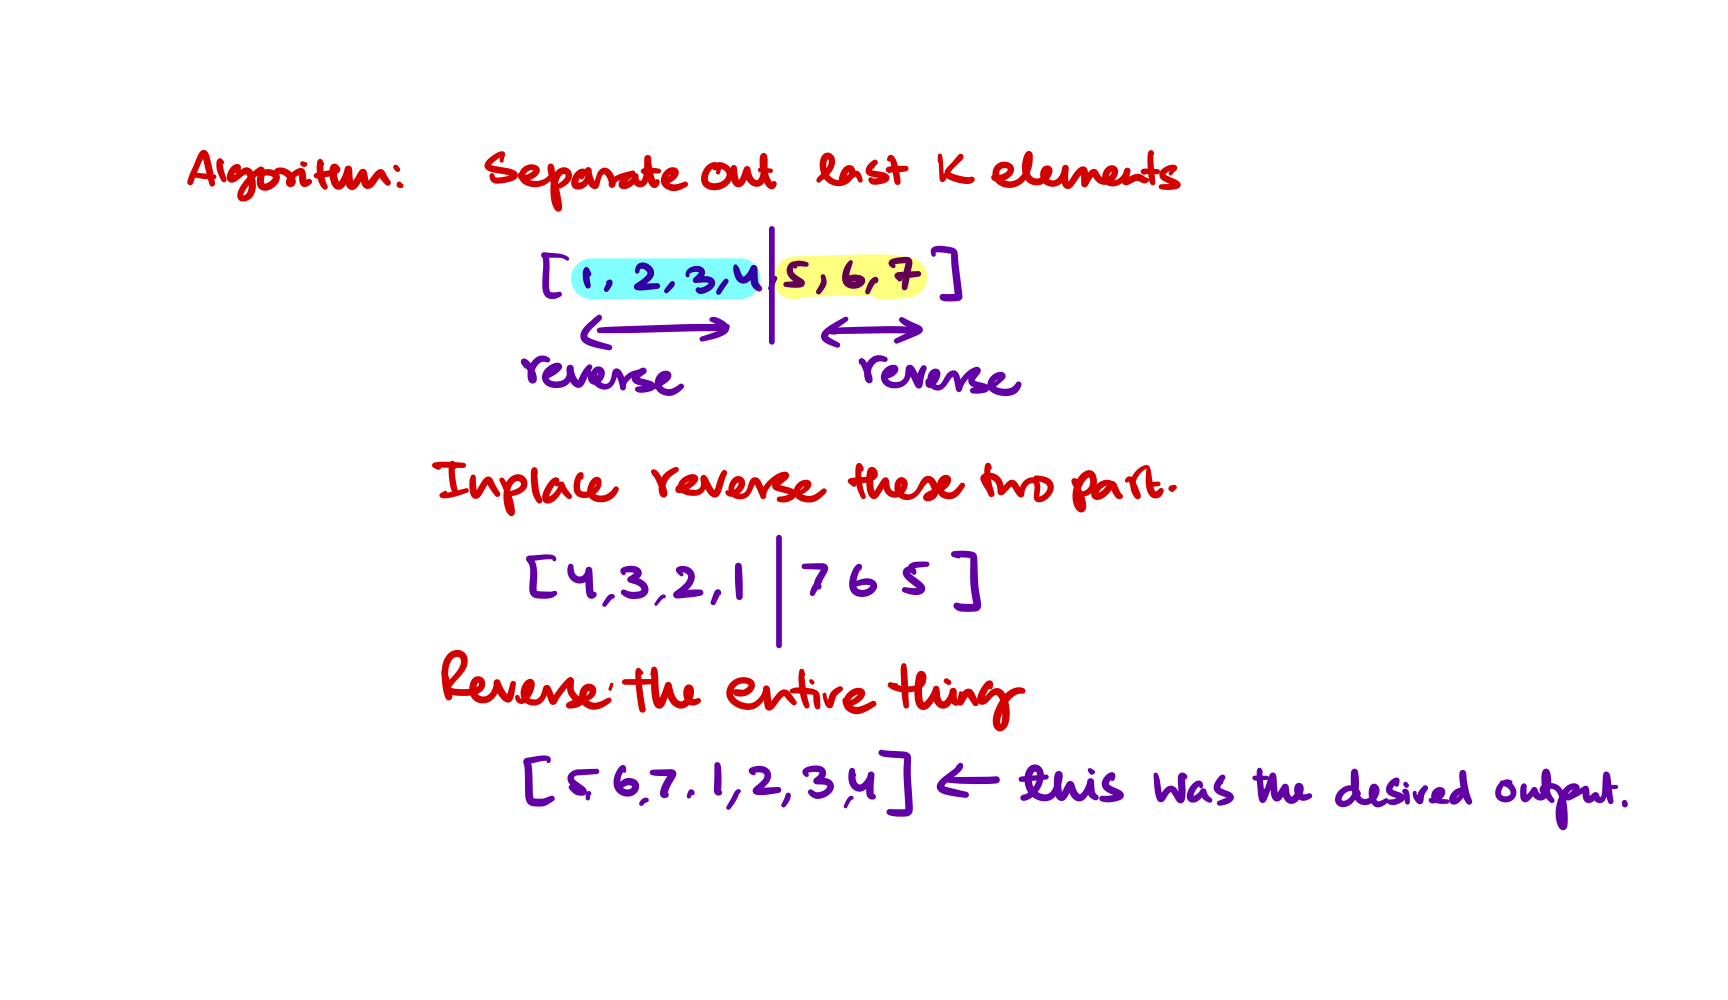 Algoritum: Separate out last K elements
[ 1, 2, 3, 4, 5, 6, 7 ]
reverse reverse
Inplace reverse these two part.
[ 4, 3, 2, 1 | 7 6 5 ]
Reverse the entire thing
[ 5, 6, 7, 1, 2, 3, 4 ] ← this was the desired output.